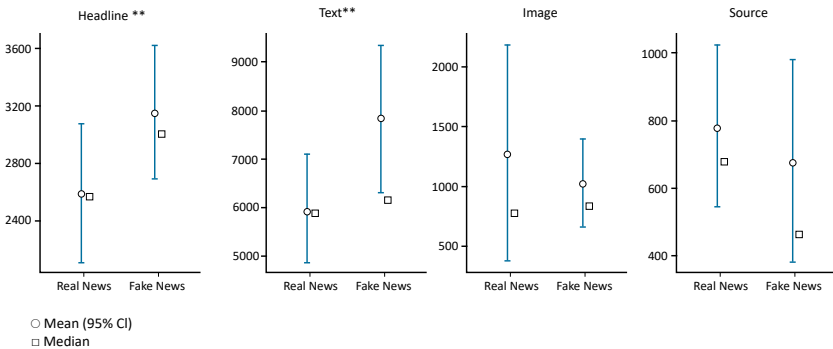 Headline **
3600
3200
2800
2400
Real News Fake News
Text**
9000
8000
7000
6000
5000
Real News Fake News
Image
2000
1500
1000
500
Real News Fake News
Source
1000
800
600
400
Real News Fake News
○ Mean (95% CI)
□ Median